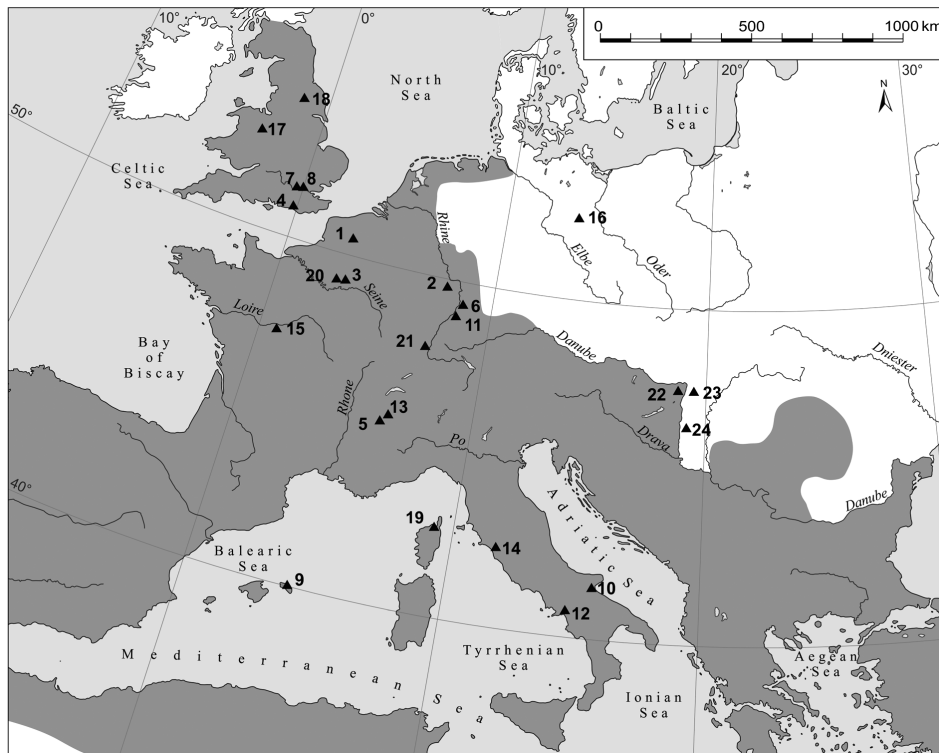 10°
0°
0 500 1000 km
North
Sea
10°
20°
30°
N
Baltic
Sea
50°
18
17
Celtic
Sea
7 8
4
16
Rhine
Elbe
Oder
1
20 3
Seine
2
6
11
Loire
15
21
Bay
of
Biscay
Danube
Dniester
22 23
24
Rhone
13
5
Drava
Po
Danube
40°
Adriatic Sea
19
14
Balearic
Sea
9
10
12
Mediterranean Sea
Tyrrhenian
Sea
Aegean
Sea
Ionian
Sea